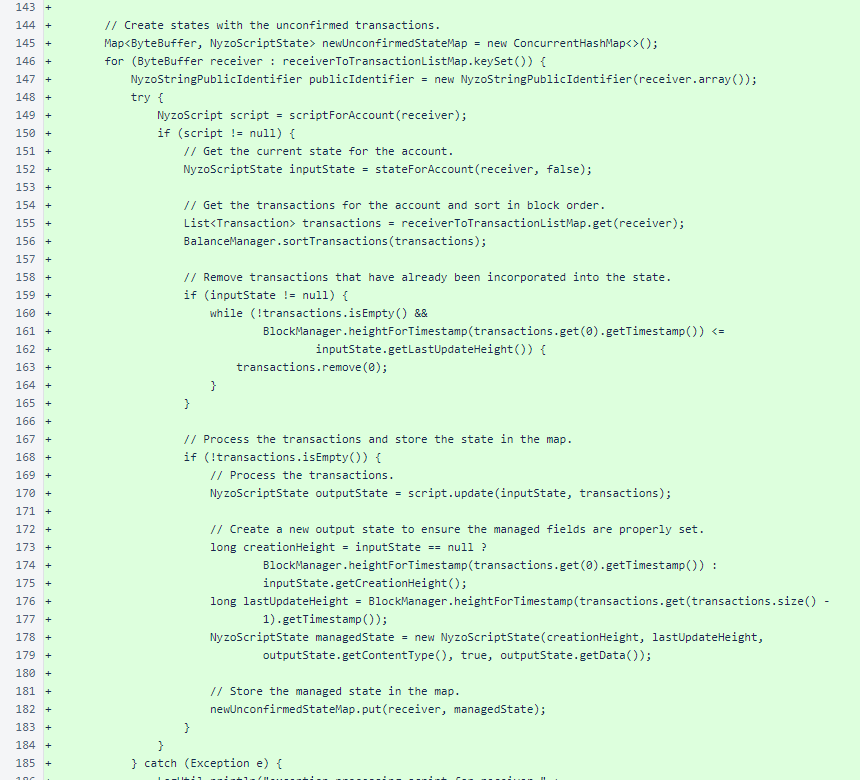 143 +
144 + // Create states with the unconfirmed transactions.
145 + Map<ByteBuffer, NyzoScriptState> newUnconfirmedStateMap = new ConcurrentHashMap<>();
146 + for (ByteBuffer receiver : receiverToTransactionListMap.keySet()) {
147 + NyzoStringPublicIdentifier publicIdentifier = new NyzoStringPublicIdentifier(receiver.array());
148 + try {
149 + NyzoScript script = scriptForAccount(receiver);
150 + if (script != null) {
151 + // Get the current state for the account.
152 + NyzoScriptState inputState = stateForAccount(receiver, false);
153 +
154 + // Get the transactions for the account and sort in block order.
155 + List<Transaction> transactions = receiverToTransactionListMap.get(receiver);
156 + BalanceManager.sortTransactions(transactions);
157 +
158 + // Remove transactions that have already been incorporated into the state.
159 + if (inputState != null) {
160 + while (!transactions.isEmpty() &&
161 + BlockManager.heightForTimestamp(transactions.get(0).getTimestamp()) <=
162 + inputState.getLastUpdateHeight()) {
163 + transactions.remove(0);
164 + }
165 + }
166 +
167 + // Process the transactions and store the state in the map.
168 + if (!transactions.isEmpty()) {
169 + // Process the transactions.
170 + NyzoScriptState outputState = script.update(inputState, transactions);
171 +
172 + // Create a new output state to ensure the managed fields are properly set.
173 + long creationHeight = inputState == null ?
174 + BlockManager.heightForTimestamp(transactions.get(0).getTimestamp()) :
175 + inputState.getCreationHeight();
176 + long lastUpdateHeight = BlockManager.heightForTimestamp(transactions.get(transactions.size() -
177 + 1).getTimestamp());
178 + NyzoScriptState managedState = new NyzoScriptState(creationHeight, lastUpdateHeight,
179 + outputState.getContentType(), true, outputState.getData());
180 +
181 + // Store the managed state in the map.
182 + newUnconfirmedStateMap.put(receiver, managedState);
183 + }
184 + }
185 + } catch (Exception e) {